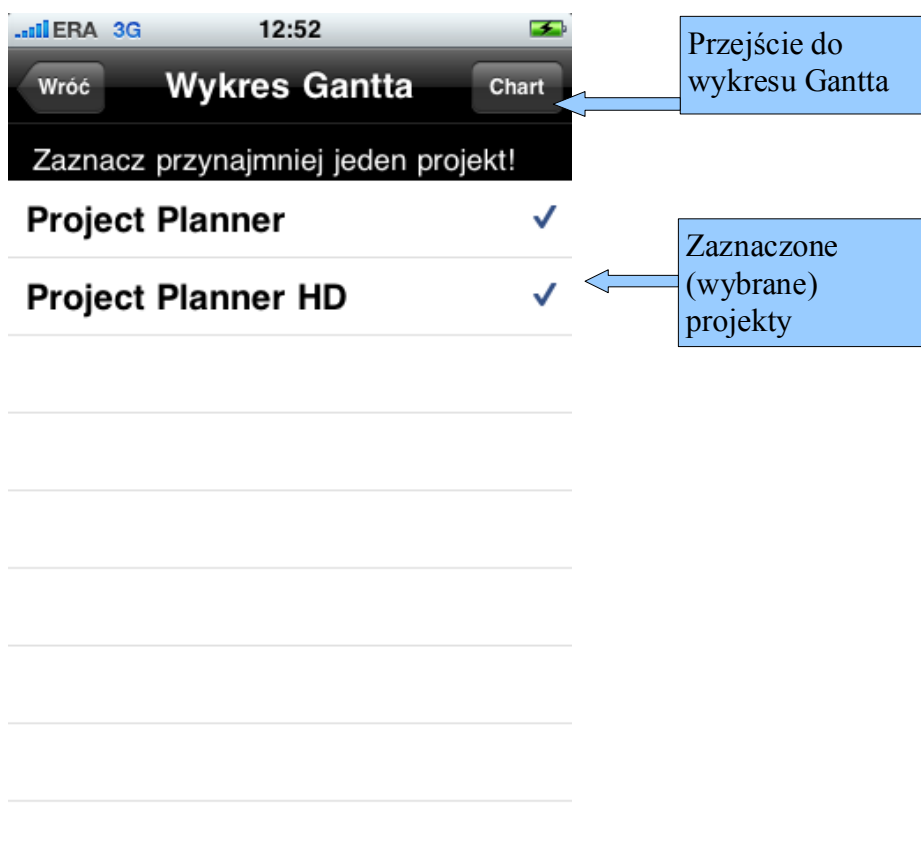 ERA 3G 12:52
Wróć Wykres Gantta Chart
Zaznacz przynajmniej jeden projekt!
Project Planner
Project Planner HD
Przejście do
wykresu Gantta
Zaznaczone
(wybrane)
projekty